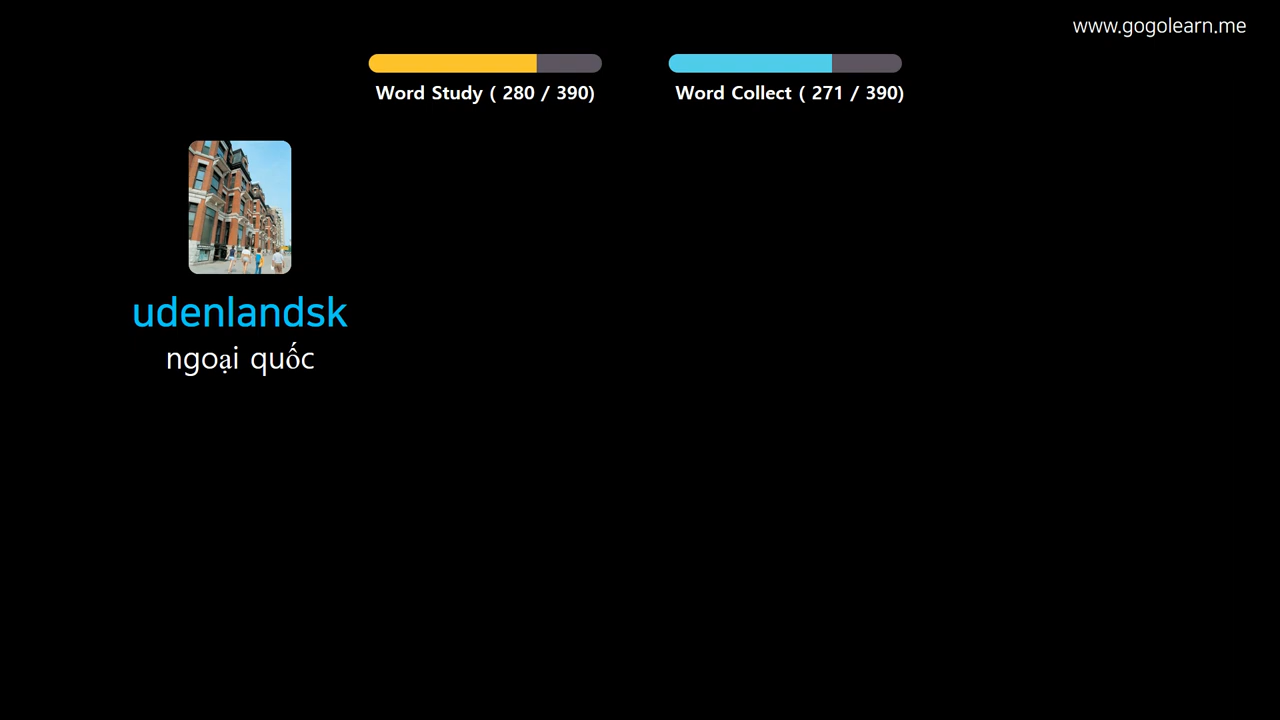 www.gogolearn.me
Word Study ( 280 / 390)
Word Collect ( 271 / 390)
udenlandsk
ngoại quốc